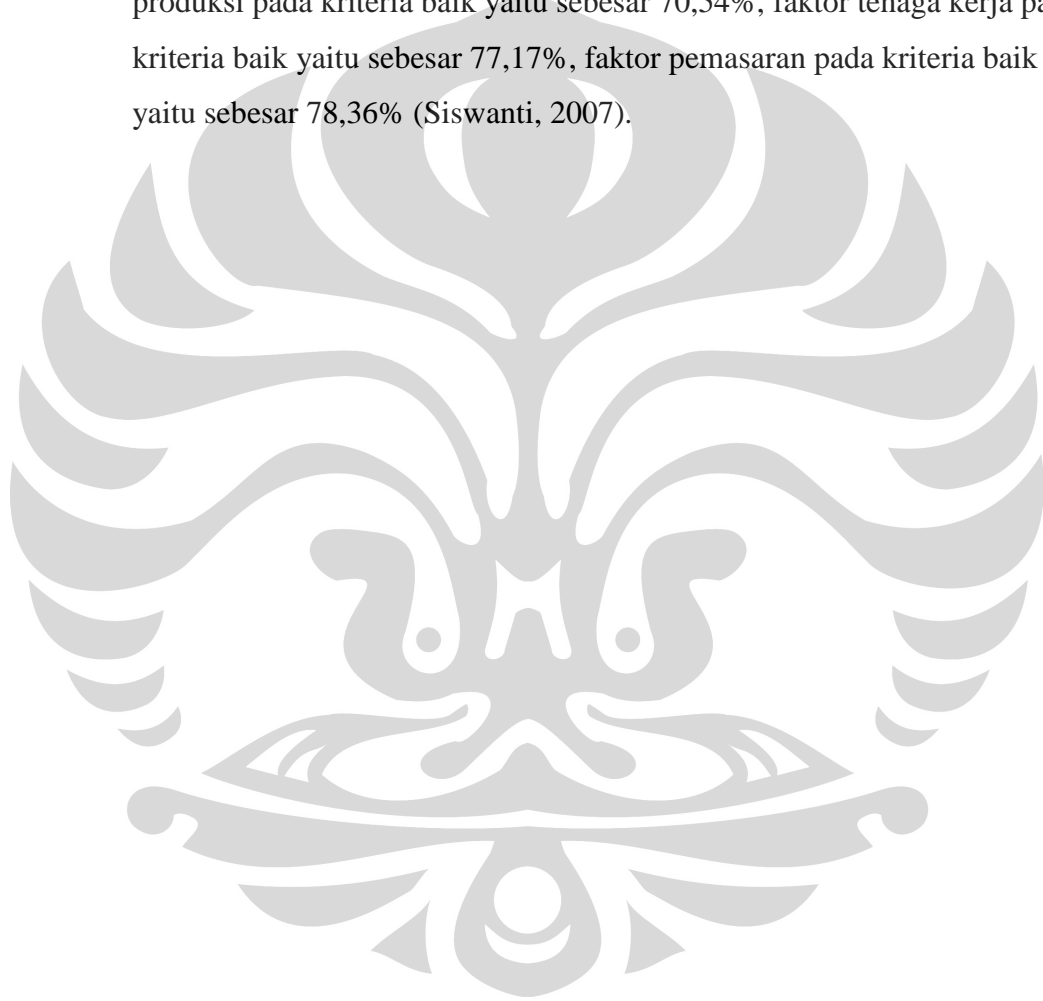 produksi pada kriteria baik yaitu sebesar 70,54%, faktor tenaga kerja pa
kriteria baik yaitu sebesar 77,17%, faktor pemasaran pada kriteria baik
yaitu sebesar 78,36% (Siswanti, 2007).